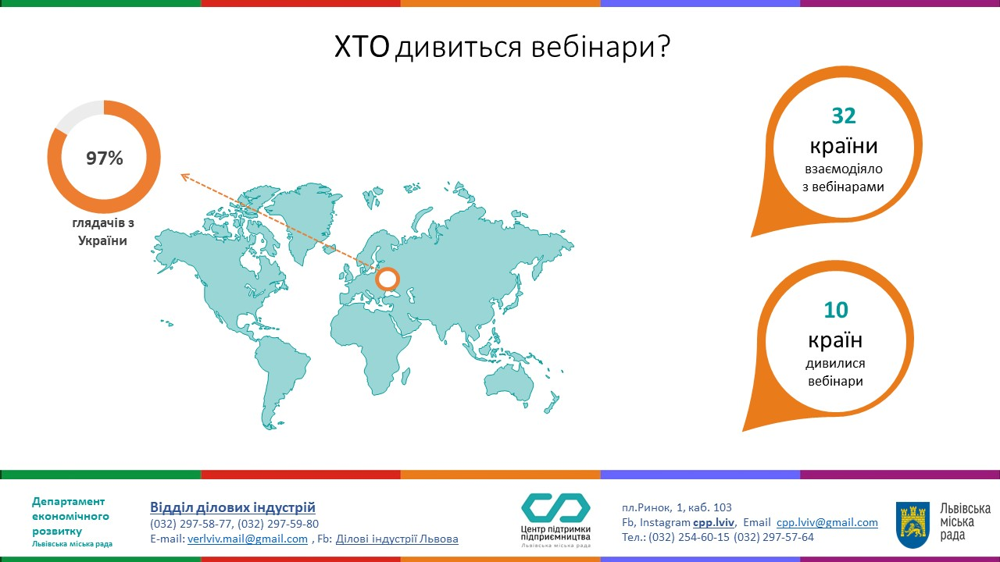 ХТО дивиться вебінари?
97%
глядачів з
України
32
країни
взаємодіяло
з вебінарами
10
країн
дивилися
вебінари
Департамент
економічного
розвитку
Львівська міська рада
Відділ ділових індустрій
(032) 297-58-77, (032) 297-59-80
E-mail: verlviv.mail@gmail.com , Fb: Ділові індустрії Львова
Центр підтримки
підприємництва
Львівська міська рада
пл.Ринок, 1, каб. 103
Fb, Instagram cpp.lviv, Email cpp.lviv@gmail.com
Тел.: (032) 254-60-15 (032) 297-57-64
Львівська
міська
рада